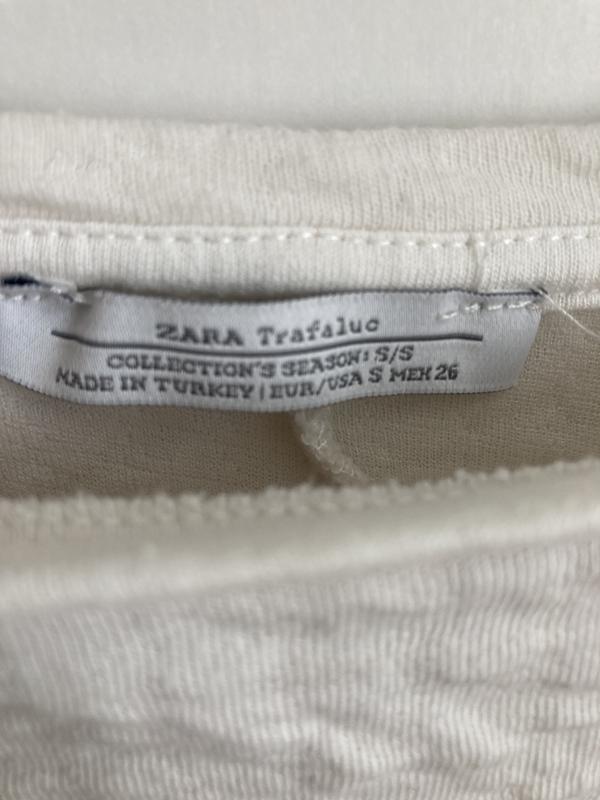 ZARA Trafaluc
COLLECTION'S SEASON: S/S
MADE IN TURKEY | EUR/USA S MEX 26